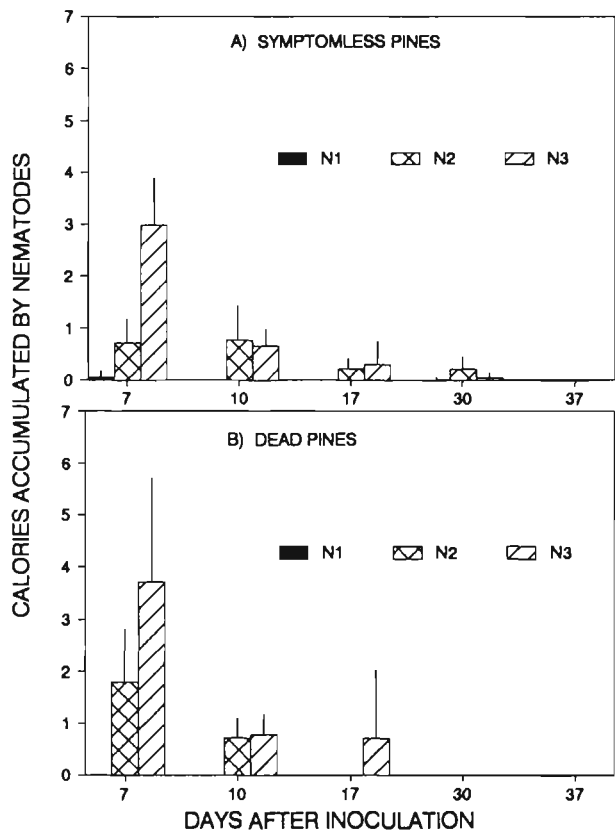 CALORIES ACCUMULATED BY NEMATODES
A) SYMPTOMLESS PINES
N1 N2 N3
7
6
5
4
3
2
1
0
7 10 17 30 37
B) DEAD PINES
N1 N2 N3
7
6
5
4
3
2
1
0
7 10 17 30 37
DAYS AFTER INOCULATION